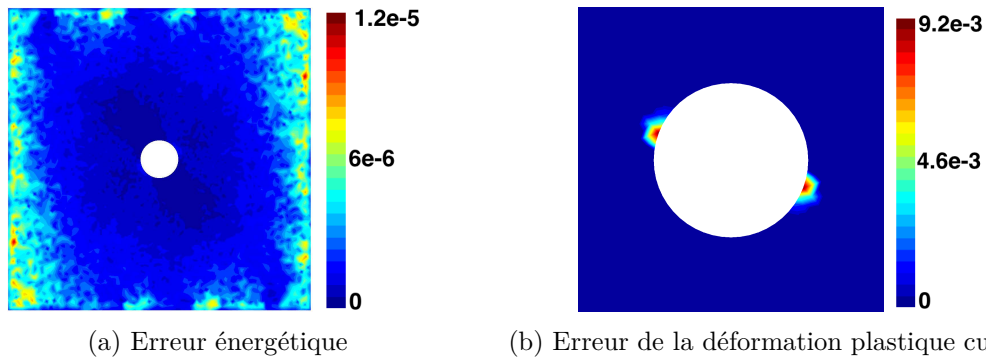 1.2e-5
6e-6
0
9.2e-3
4.6e-3
0
(a) Erreur énergétique
(b) Erreur de la déformation plastique